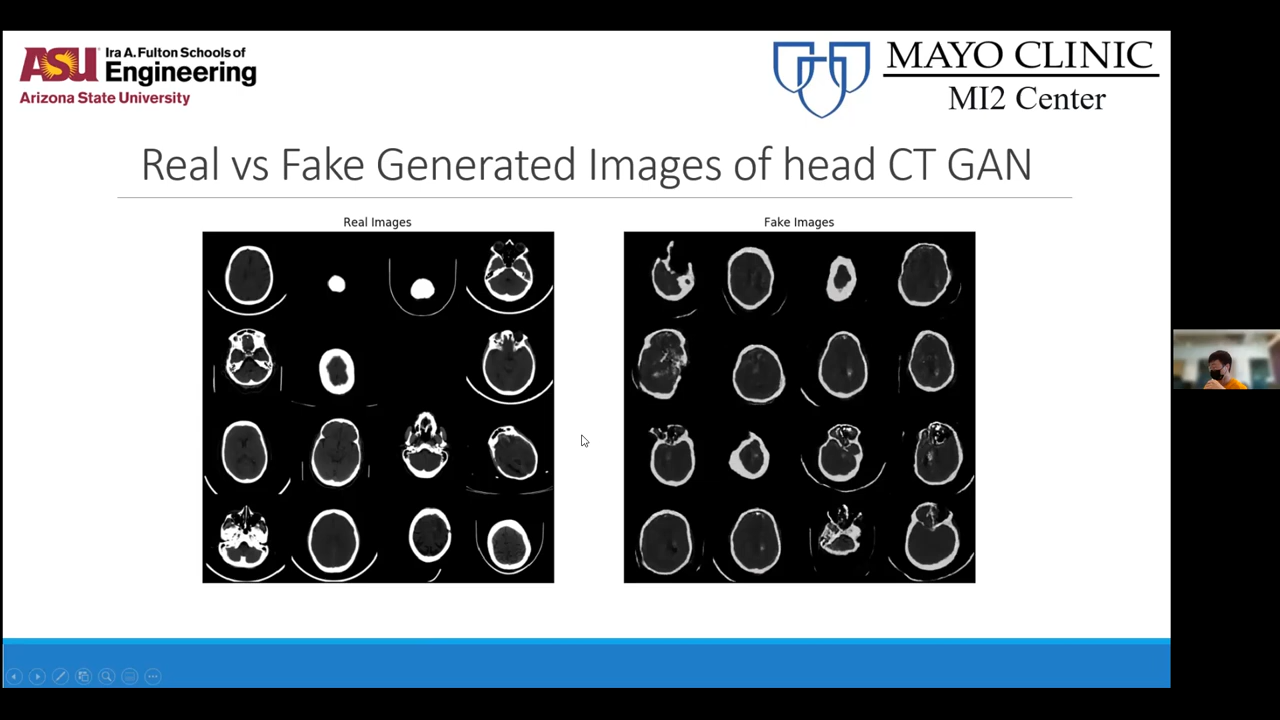 ASU Ira A. Fulton Schools of
Engineering
Arizona State University
MAYO CLINIC
MI2 Center
Real vs Fake Generated Images of head CT GAN
Real Images
Fake Images